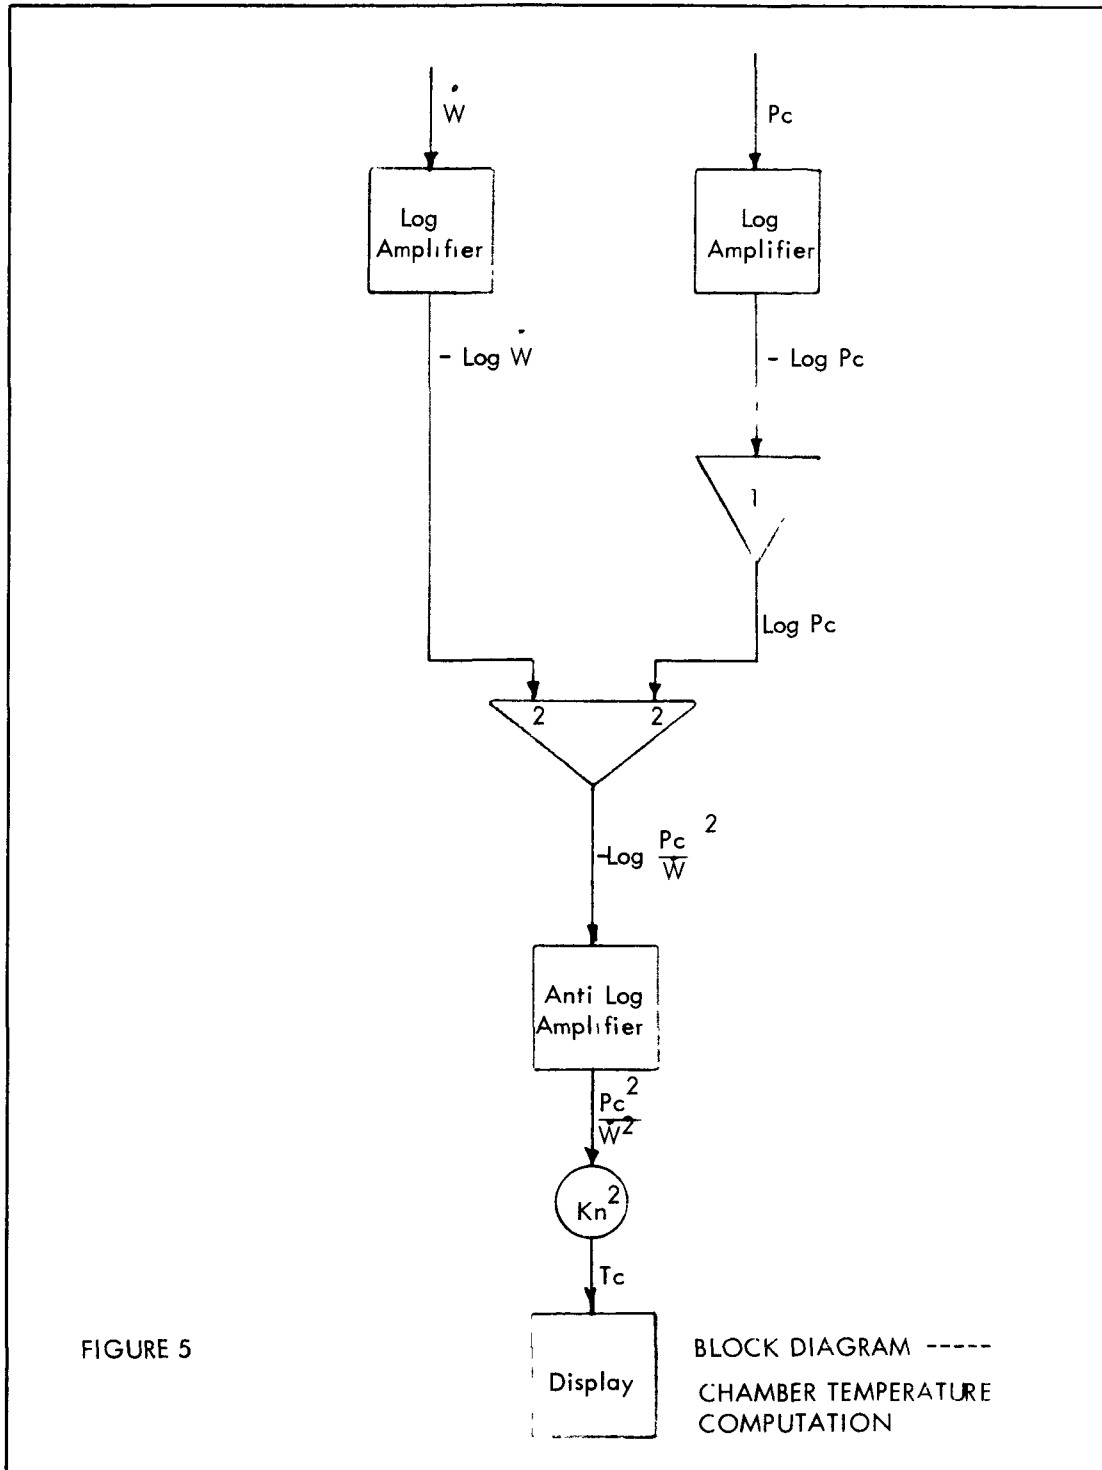 Ẇ
Pc
Log
Amplifier
Log
Amplifier
- Log Ẇ
- Log Pc
1
Log Pc
2
2
-Log Pc/Ẇ ²
Anti Log
Amplifier
Pc²/Ẇ²
Kn²
Tc
Display
FIGURE 5
BLOCK DIAGRAM -----
CHAMBER TEMPERATURE
COMPUTATION